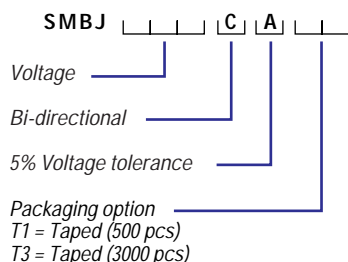 SMBJ C A
Voltage
Bi-directional
5% Voltage tolerance
Packaging option
T1 = Taped (500 pcs)
T3 = Taped (3000 pcs)